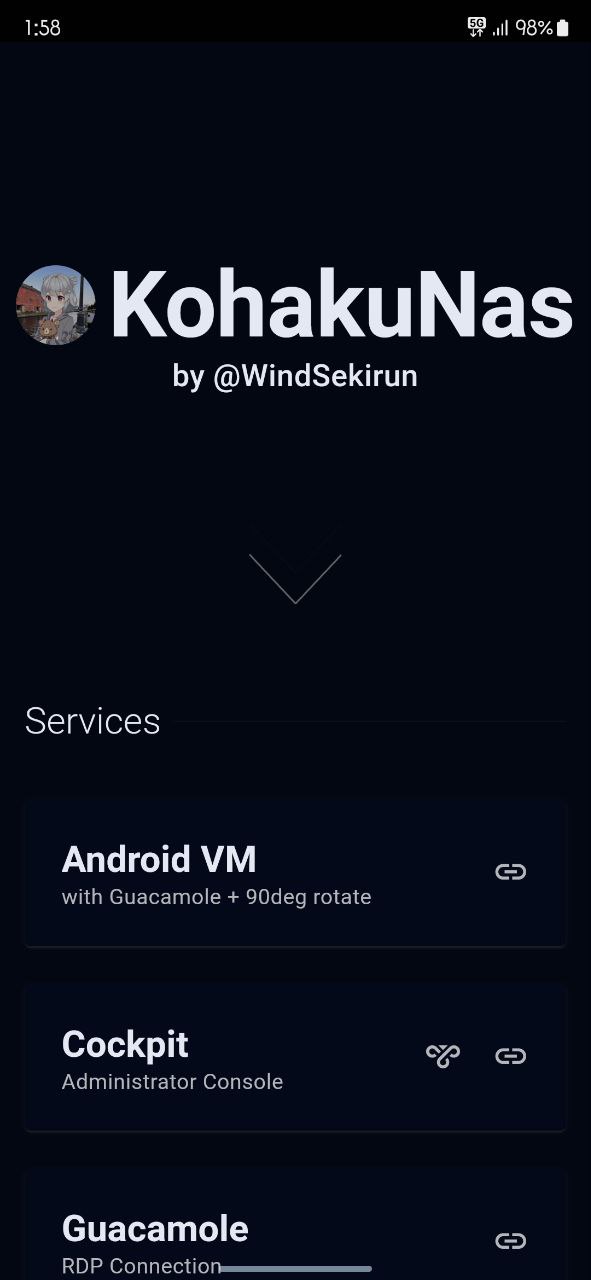 1:58
5G 98%
KohakuNas
by @WindSekirun
Services
Android VM
with Guacamole + 90deg rotate
Cockpit
Administrator Console
Guacamole
RDP Connection